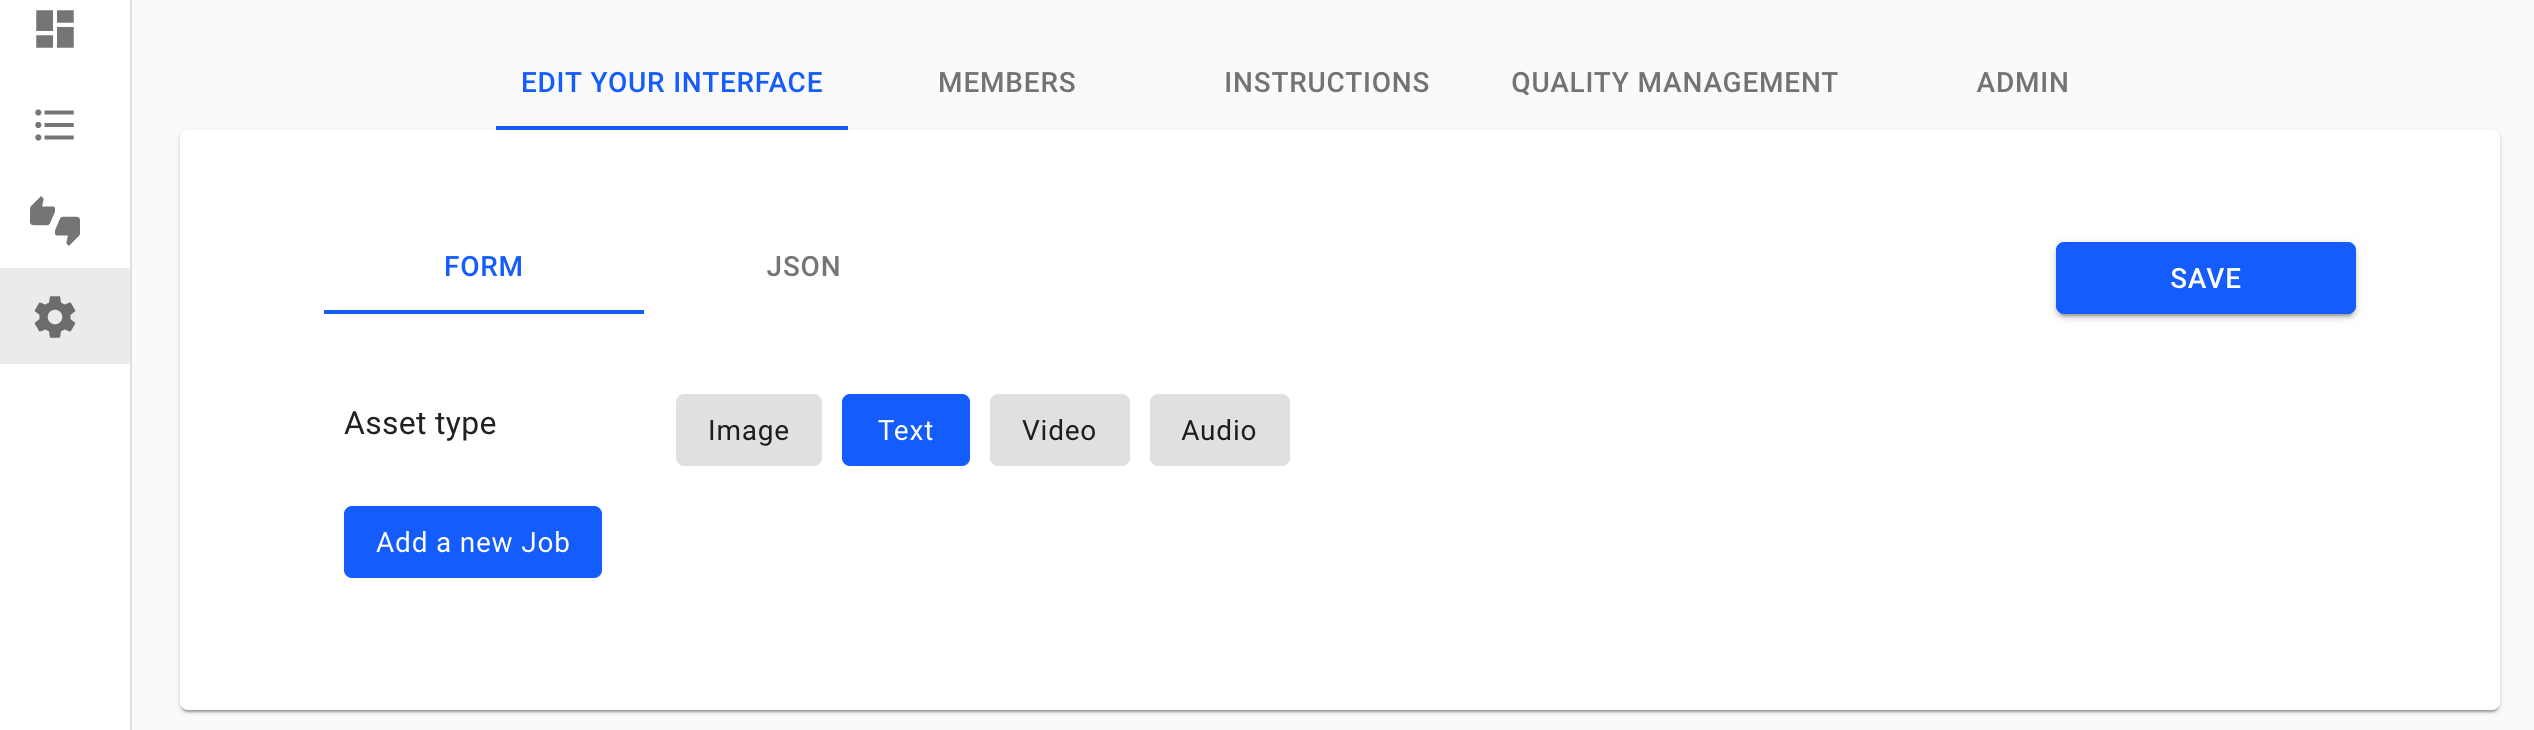 EDIT YOUR INTERFACE MEMBERS INSTRUCTIONS QUALITY MANAGEMENT ADMIN
FORM JSON SAVE
Asset type Image Text Video Audio
Add a new Job